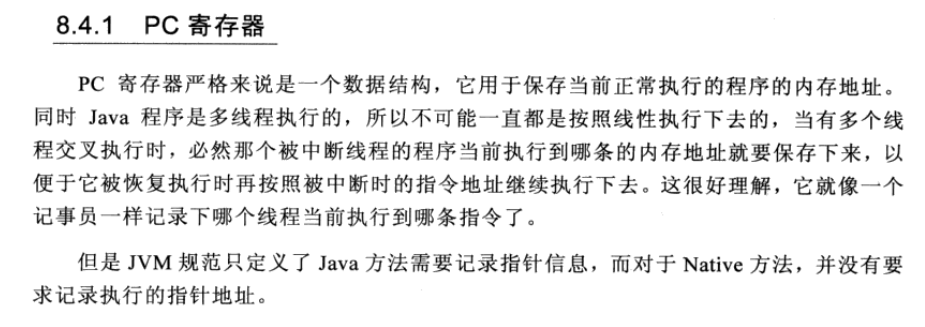 8.4.1 PC 寄存器
PC 寄存器严格来说是一个数据结构，它用于保存当前正常执行的程序的内存地址。
同时 Java 程序是多线程执行的，所以不可能一直都是按照线性执行下去的，当有多个线
程交叉执行时，必然那个被中断线程的程序当前执行到哪条的内存地址就要保存下来，以
便于它被恢复执行时再按照被中断时的指令地址继续执行下去。这很好理解，它就像一个
记事员一样记录下哪个线程当前执行到哪条指令了。
但是 JVM 规范只定义了 Java 方法需要记录指针信息，而对于 Native 方法，并没有要
求记录执行的指针地址。